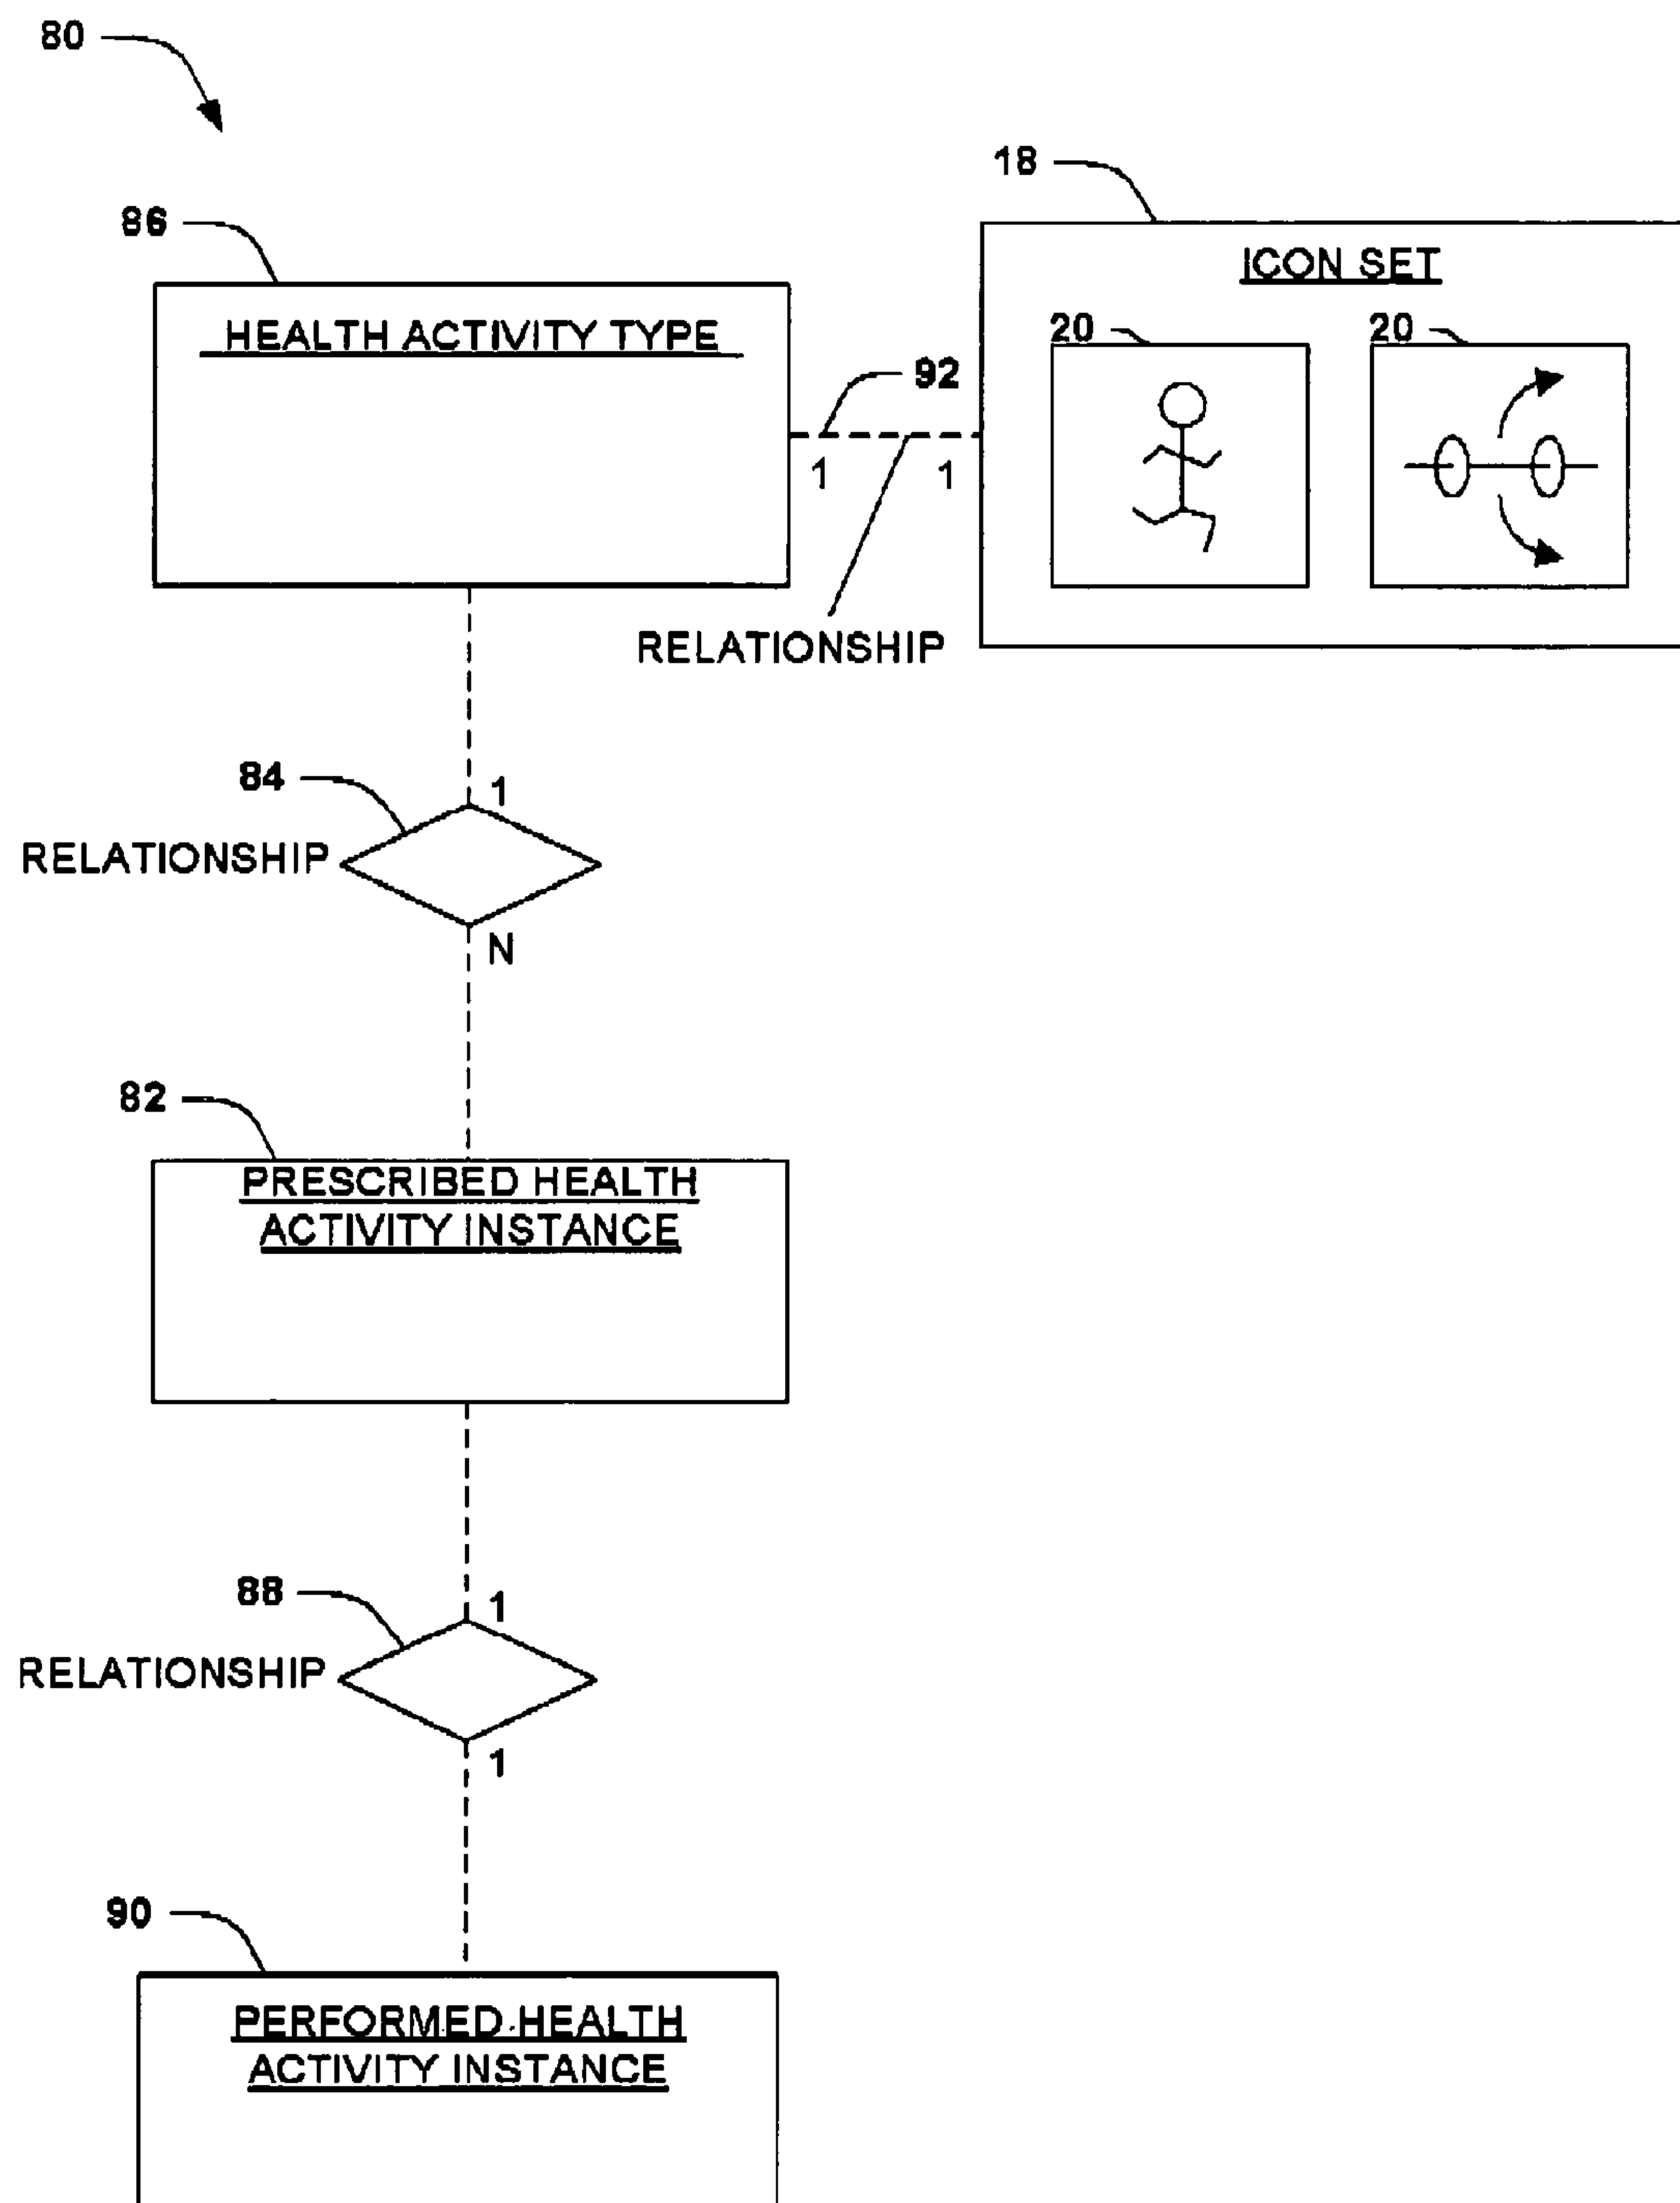 80
18
86
ICON SET
HEALTH ACTIVITY TYPE
20
20
92
1
1
RELATIONSHIP
84
1
RELATIONSHIP
N
82
PRESCRIBED HEALTH
ACTIVITY INSTANCE
88
1
RELATIONSHIP
1
90
PERFORMED HEALTH
ACTIVITY INSTANCE